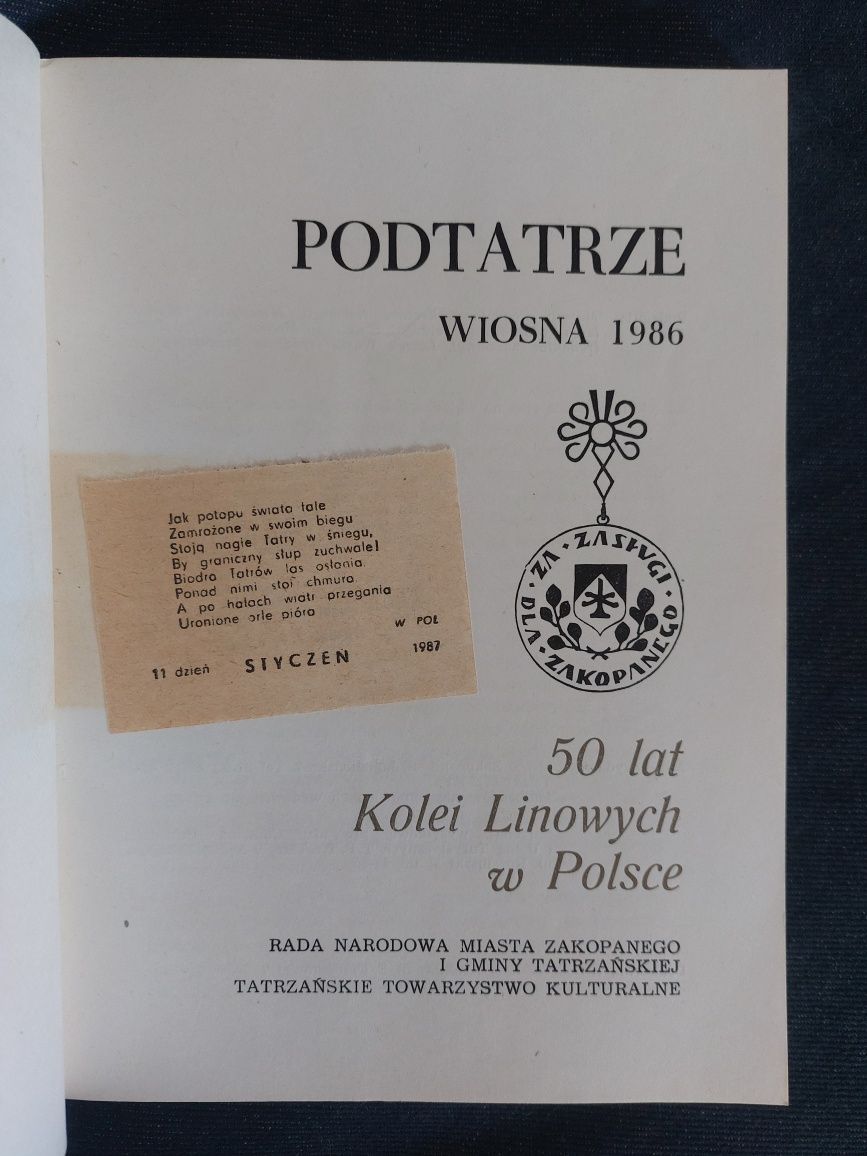 PODTATRZE
WIOSNA 1986
ZA • ZASŁUGI • DLA • ZAKOPANEGO
Jak potopu świata fale
Zamrożone w swoim biegu
Stoją nagie Tatry w śniegu,
By graniczny słup zuchwale!
Biodra Tatrów las osłania.
Ponad nimi stoi chmura
A po halach wiatr przegania
Uronione orle pióra
W POL
11 dzień STYCZEŃ 1987
50 lat
Kolei Linowych
w Polsce
RADA NARODOWA MIASTA ZAKOPANEGO
I GMINY TATRZAŃSKIEJ
TATRZAŃSKIE TOWARZYSTWO KULTURALNE